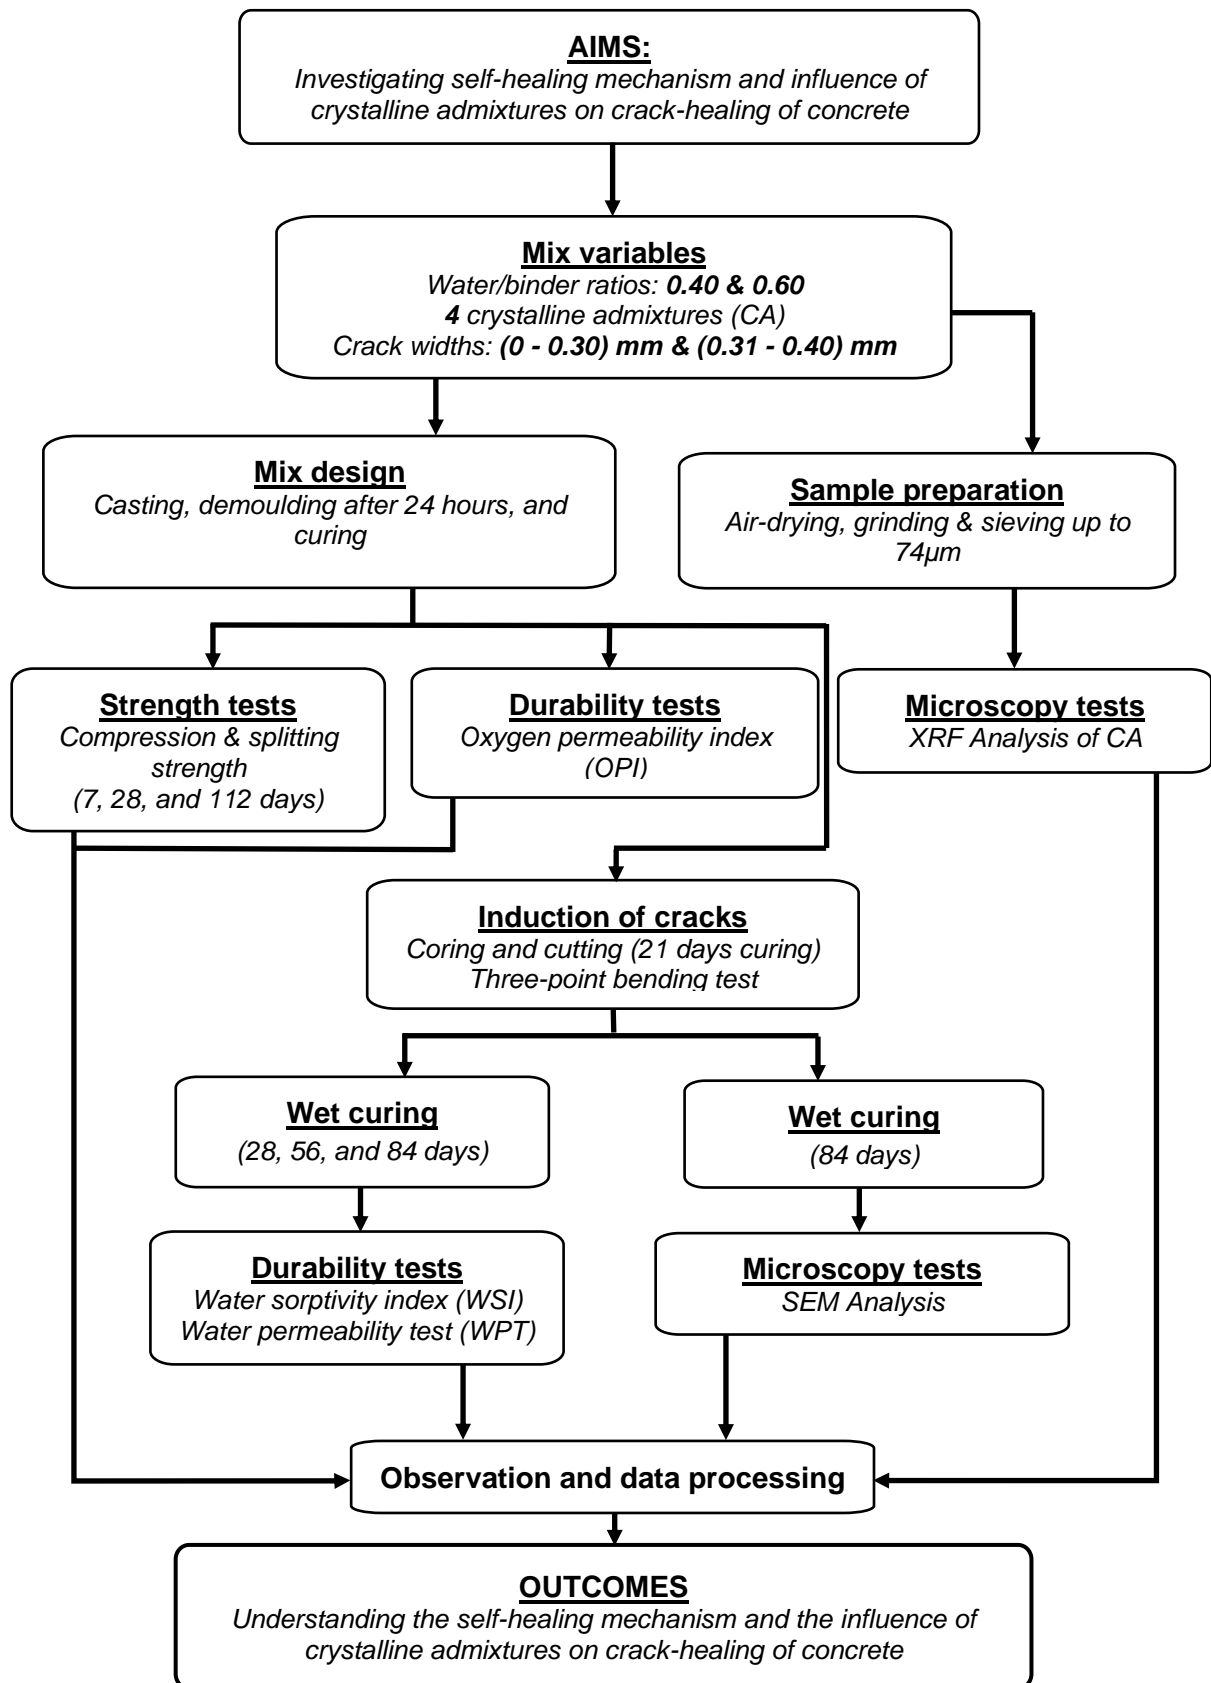 AIMS:
Investigating self-healing mechanism and influence of
crystalline admixtures on crack-healing of concrete
Mix variables
Water/binder ratios: 0.40 & 0.60
4 crystalline admixtures (CA)
Crack widths: (0 - 0.30) mm & (0.31 - 0.40) mm
Mix design
Casting, demoulding after 24 hours, and
curing
Sample preparation
Air-drying, grinding & sieving up to
74µm
Strength tests
Compression & splitting
strength
(7, 28, and 112 days)
Durability tests
Oxygen permeability index
(OPI)
Microscopy tests
XRF Analysis of CA
Induction of cracks
Coring and cutting (21 days curing)
Three-point bending test
Wet curing
(28, 56, and 84 days)
Wet curing
(84 days)
Durability tests
Water sorptivity index (WSI)
Water permeability test (WPT)
Microscopy tests
SEM Analysis
Observation and data processing
OUTCOMES
Understanding the self-healing mechanism and the influence of
crystalline admixtures on crack-healing of concrete